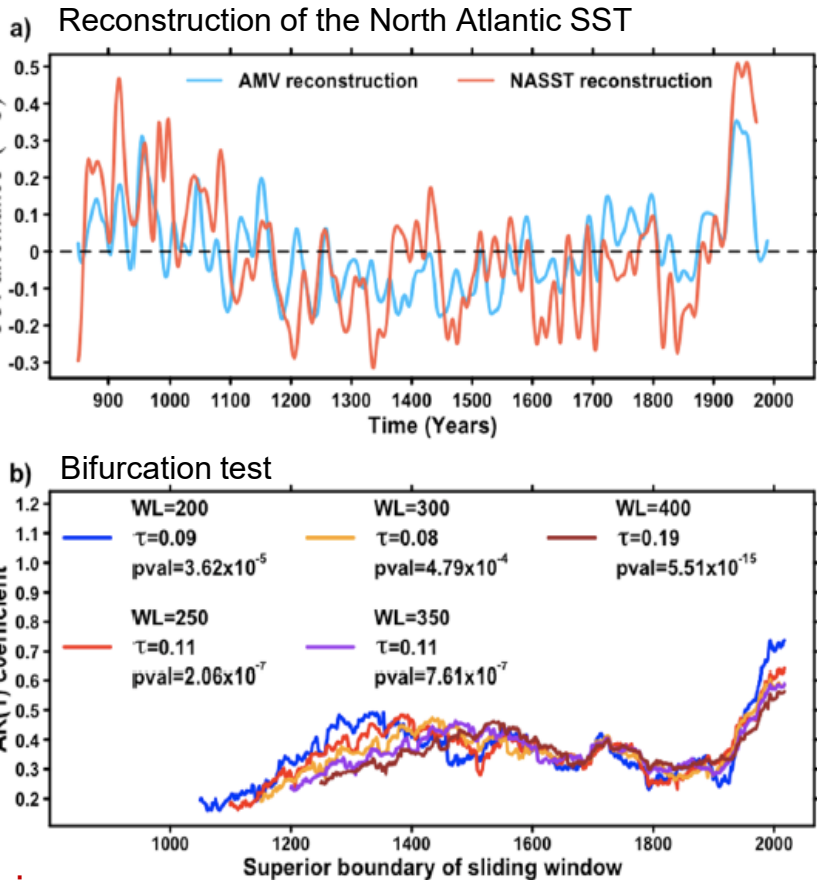 a) Reconstruction of the North Atlantic SST
AMV reconstruction NASST reconstruction
0.5
0.4
0.3
0.2
0.1
0
-0.1
-0.2
-0.3
900 1000 1100 1200 1300 1400 1500 1600 1700 1800 1900 2000
Time (Years)
b) Bifurcation test
WL=200 WL=300 WL=400
τ=0.09 τ=0.08 τ=0.19
pval=3.62x10⁻⁵ pval=4.79x10⁻⁴ pval=5.51x10⁻¹⁵
WL=250 WL=350
τ=0.11 τ=0.11
pval=2.06x10⁻⁷ pval=7.61x10⁻⁷
1.2
1.1
1.0
0.9
0.8
0.7
0.6
0.5
0.4
0.3
0.2
1000 1200 1400 1600 1800 2000
Superior boundary of sliding window